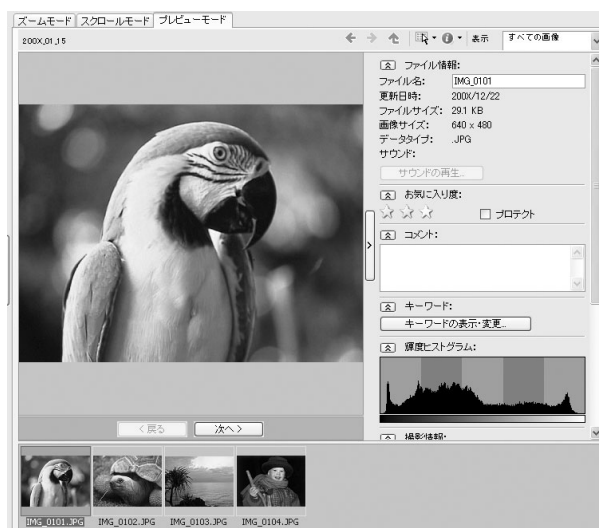 ズームモード スクロールモード プレビューモード
200X_01_15
表示 すべての画像
ファイル情報:
ファイル名: IMG_0101
更新日時: 200X/12/22
ファイルサイズ: 29.1 KB
画像サイズ: 640 x 480
データタイプ: .JPG
サウンド:
サウンドの再生...
お気に入り度:
プロテクト
コメント:
キーワード:
キーワードの表示・変更...
輝度ヒストグラム:
撮影情報:
<戻る 次へ>
IMG_0101.JPG IMG_0102.JPG IMG_0103.JPG IMG_0104.JPG